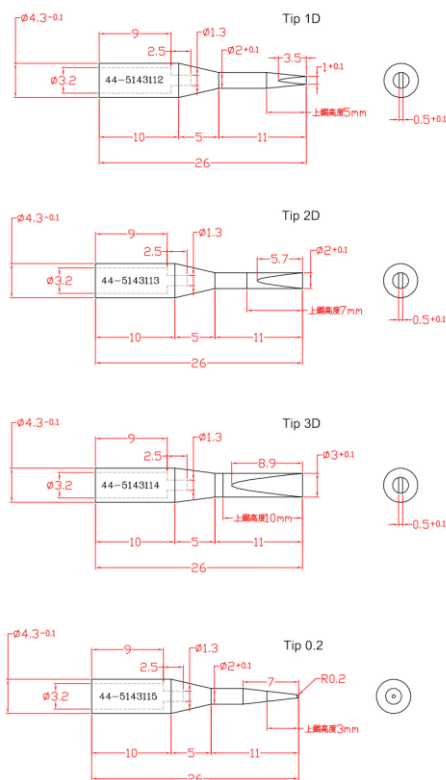 Tip 1D
ø4.3-0.1
9
2.5
ø1.3
ø2+0.1
3.5
1+0.1
ø3.2
44-5143112
10
5
11
上錫高度5mm
0.5+0.1
26
Tip 2D
ø4.3-0.1
9
2.5
ø1.3
5.7
ø2+0.1
ø3.2
44-5143113
10
5
11
上錫高度7mm
0.5+0.1
26
Tip 3D
ø4.3-0.1
9
2.5
ø1.3
8.9
ø3+0.1
ø3.2
44-5143114
上錫高度10mm
0.5+0.1
10
5
11
26
Tip 0.2
ø4.3-0.1
9
2.5
ø1.3
ø2+0.1
7
R0.2
ø3.2
44-5143115
上錫高度3mm
10
5
11
26